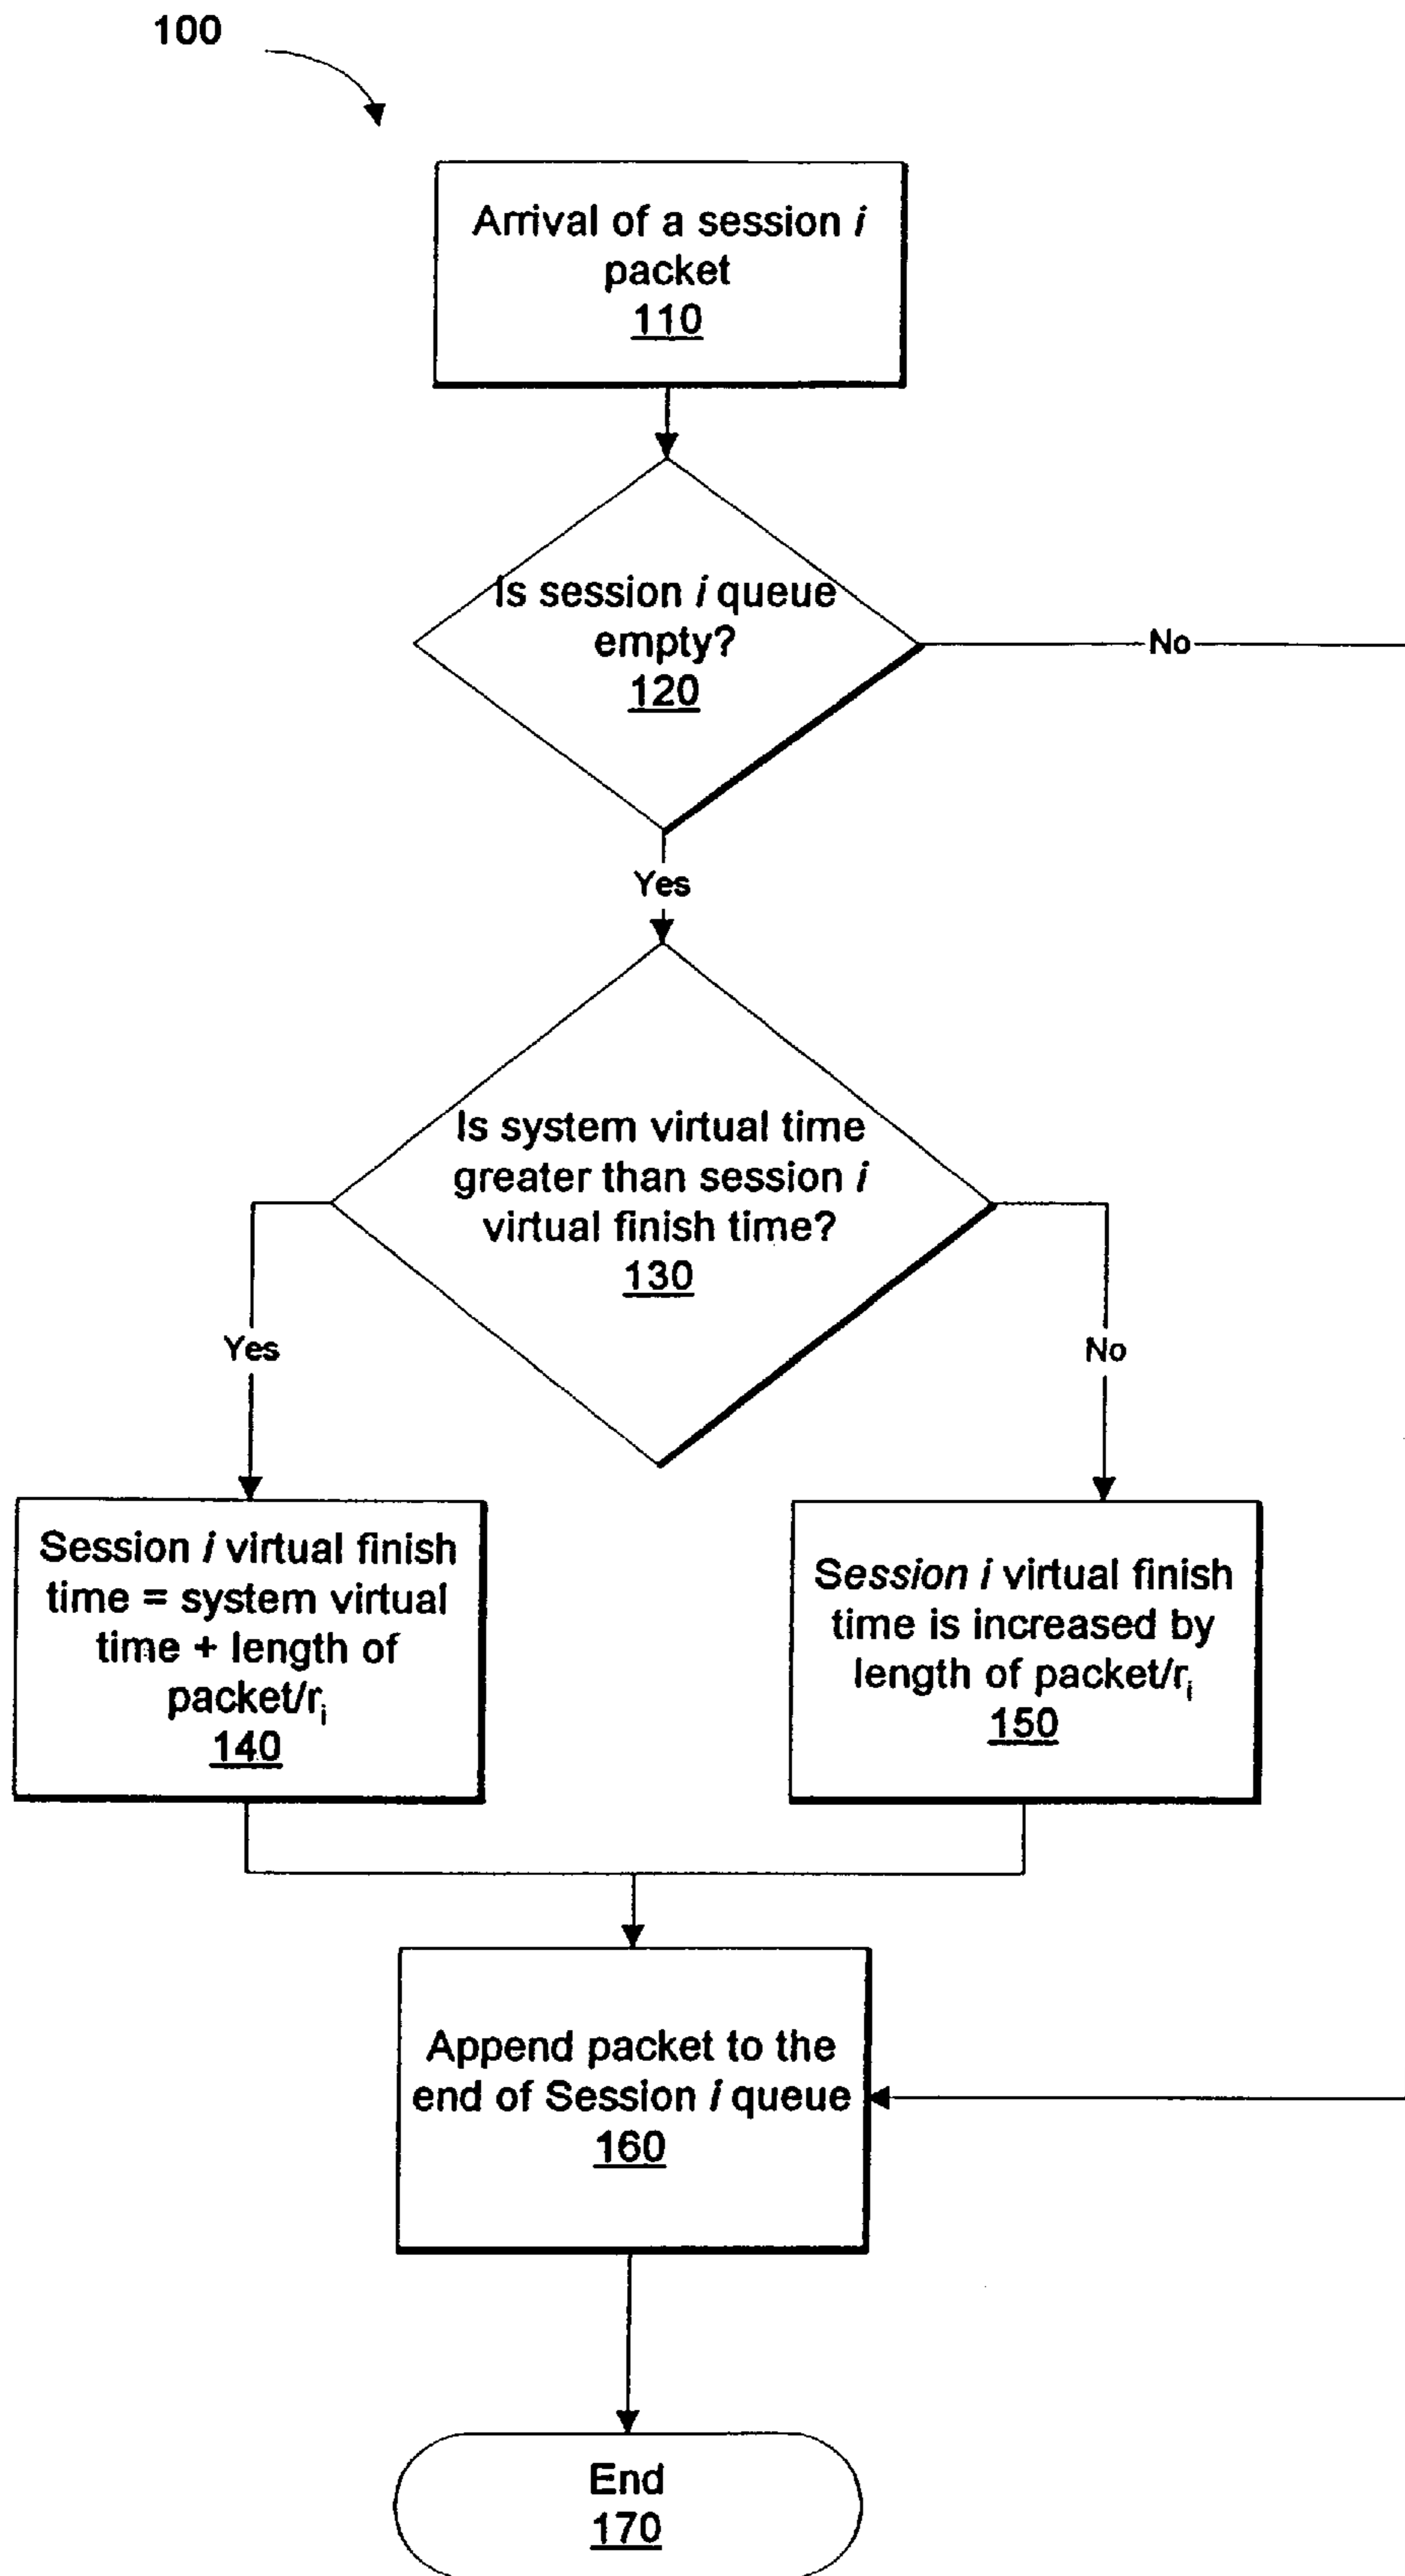 100
Arrival of a session i
packet
110
Is session i queue
empty?
120
No
Yes
Is system virtual time
greater than session i
virtual finish time?
130
Yes
No
Session i virtual finish
time = system virtual
time + length of
packet/ri
140
Session i virtual finish
time is increased by
length of packet/ri
150
Append packet to the
end of Session i queue
160
End
170